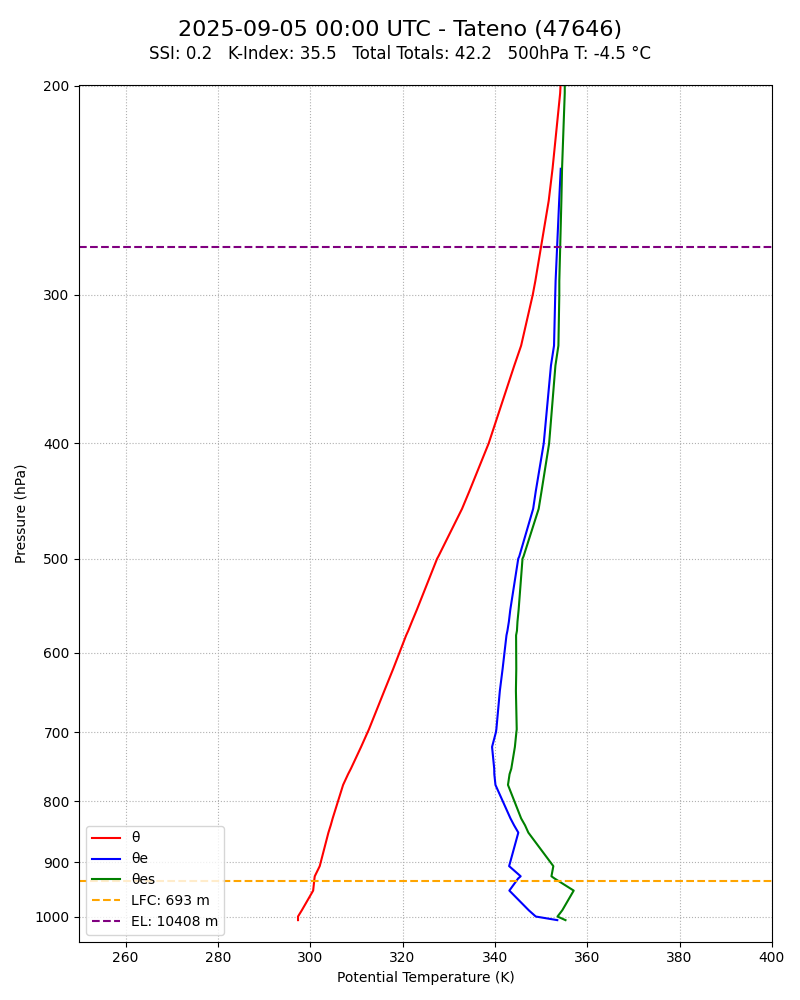 2025-09-05 00:00 UTC - Tateno (47646)
SSI: 0.2 K-Index: 35.5 Total Totals: 42.2 500hPa T: -4.5 °C
200
300
400
500
600
700
800
900
1000
Pressure (hPa)
θ
θe
θes
LFC: 693 m
EL: 10408 m
260 280 300 320 340 360 380 400
Potential Temperature (K)